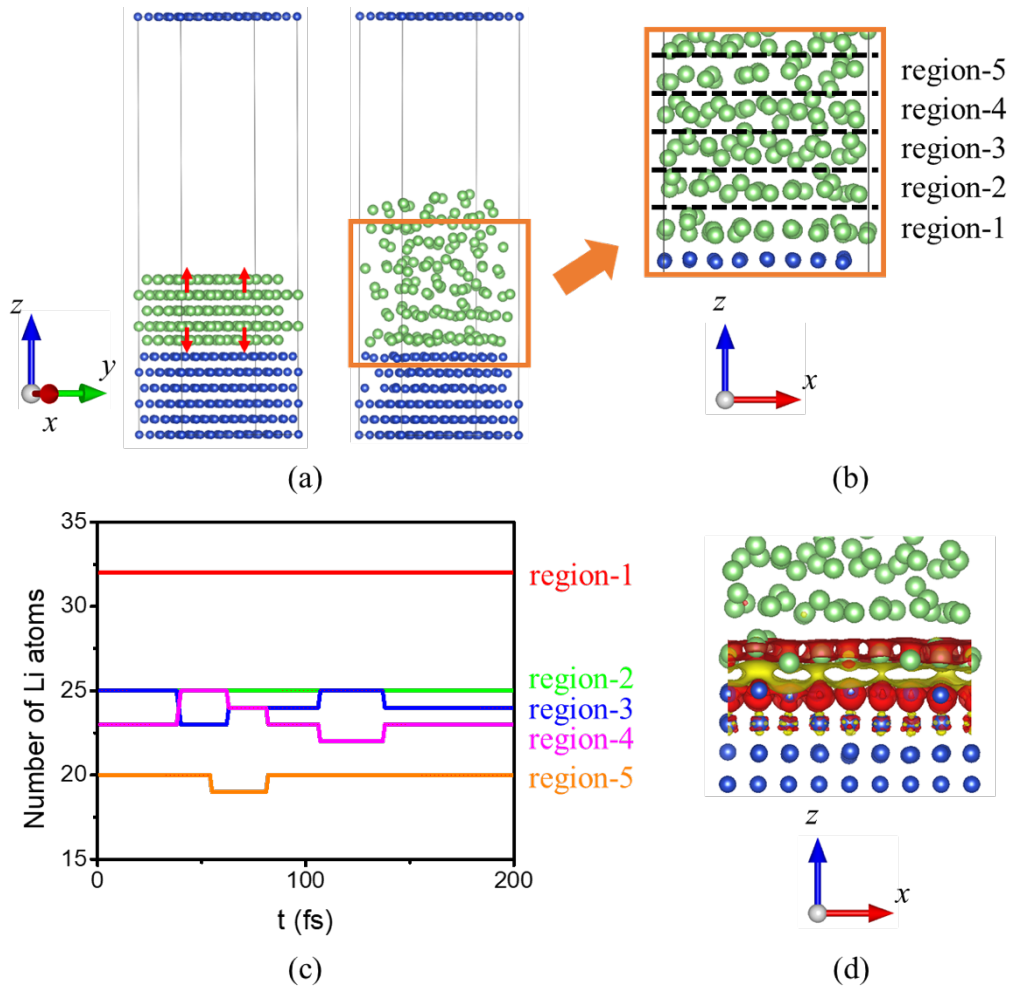 z
y
x
(a)
region-5
region-4
region-3
region-2
region-1
z
x
(b)
35
30
25
20
15
Number of Li atoms
0
100
200
t (fs)
region-1
region-2
region-3
region-4
region-5
(c)
z
x
(d)